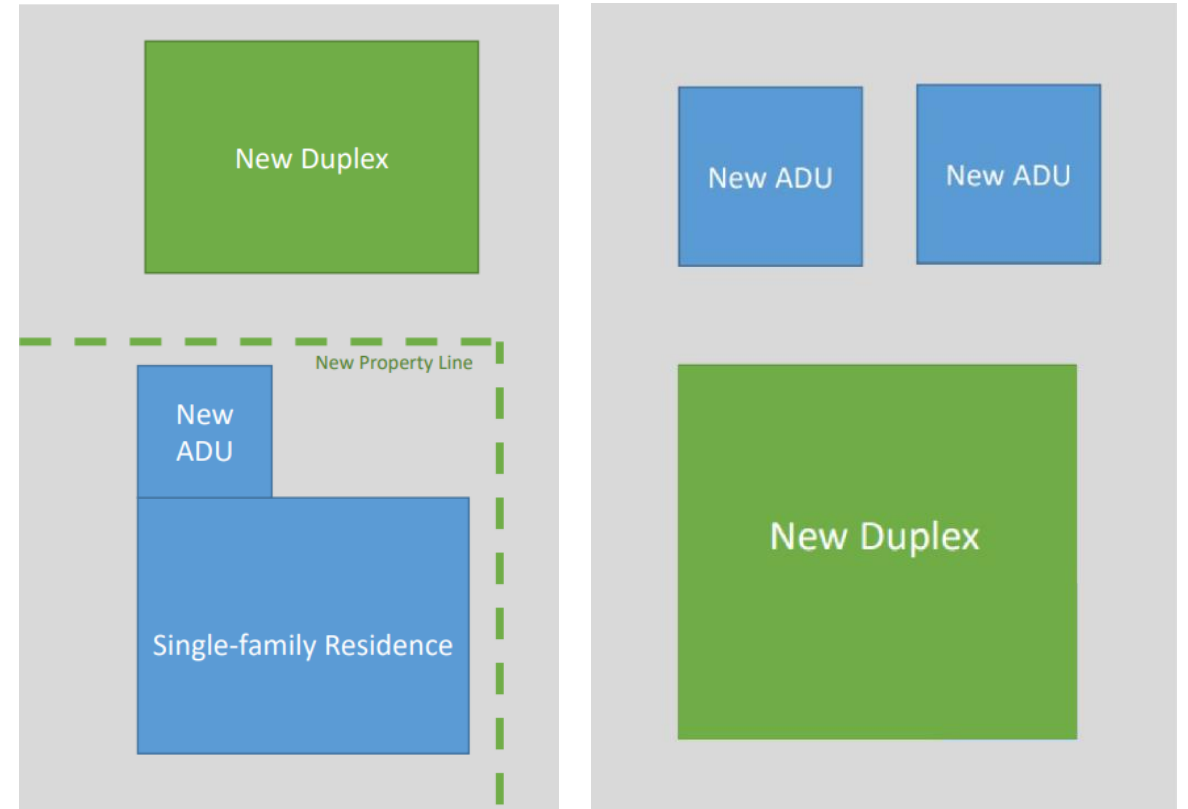 New Duplex
New Property Line
New
ADU
Single-family Residence
New ADU
New ADU
New Duplex